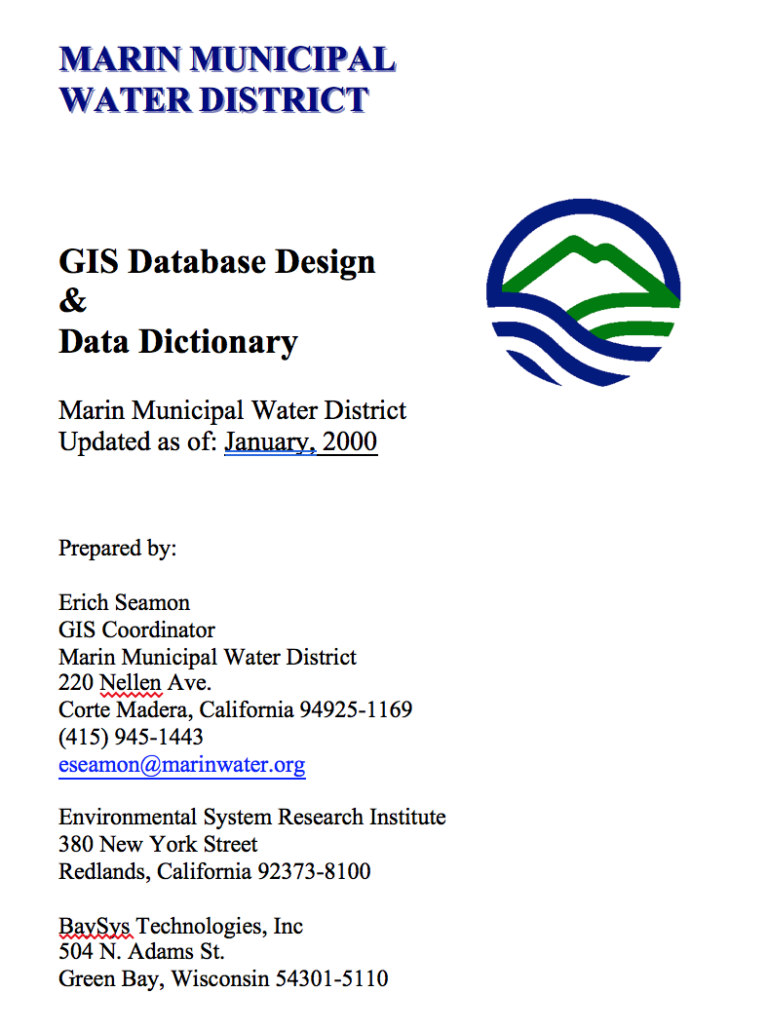 MARIN MUNICIPAL
WATER DISTRICT
GIS Database Design
&
Data Dictionary
Marin Municipal Water District
Updated as of: January, 2000
Prepared by:
Erich Seamon
GIS Coordinator
Marin Municipal Water District
220 Nellen Ave.
Corte Madera, California 94925-1169
(415) 945-1443
eseamon@marinwater.org
Environmental System Research Institute
380 New York Street
Redlands, California 92373-8100
BaySys Technologies, Inc
504 N. Adams St.
Green Bay, Wisconsin 54301-5110